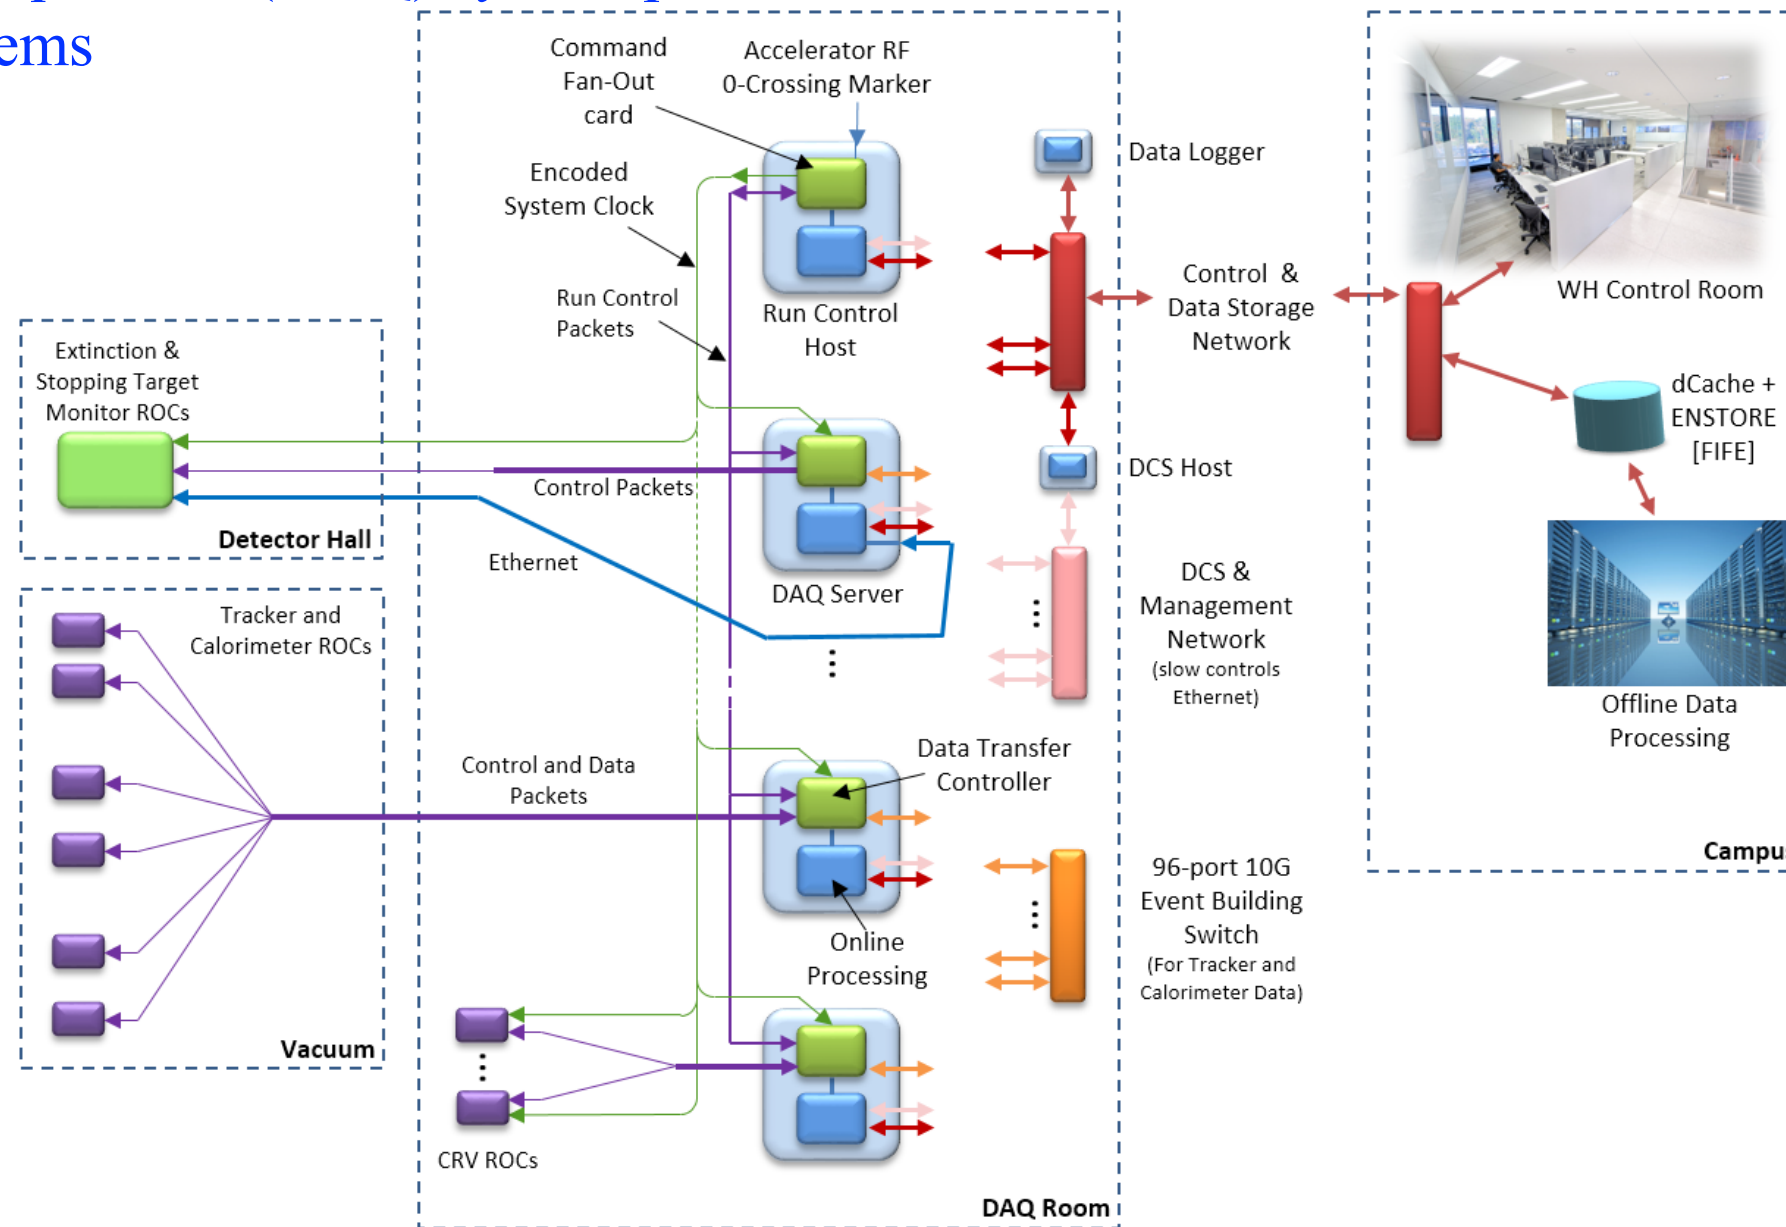 ems
Command
Fan-Out
card
Accelerator RF
0-Crossing Marker
Encoded
System Clock
Data Logger
Run Control
Packets
Run Control
Host
Control &
Data Storage
Network
WH Control Room
Extinction &
Stopping Target
Monitor ROCs
dCache +
ENSTORE
[FIFE]
Control Packets
DCS Host
Detector Hall
Ethernet
DAQ Server
DCS &
Management
Network
(slow controls
Ethernet)
Tracker and
Calorimeter ROCs
Offline Data
Processing
Control and Data
Packets
Data Transfer
Controller
96-port 10G
Event Building
Switch
(For Tracker and
Calorimeter Data)
Campus
Online
Processing
Vacuum
CRV ROCs
DAQ Room